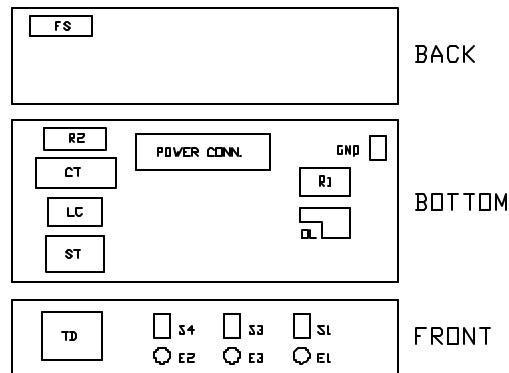 FS
BACK
R2
POWER CONN.
GND
CT
R1
LC
BOTTOM
OL
ST
TD
S4 S3 S1
FRONT
E2 E3 E1